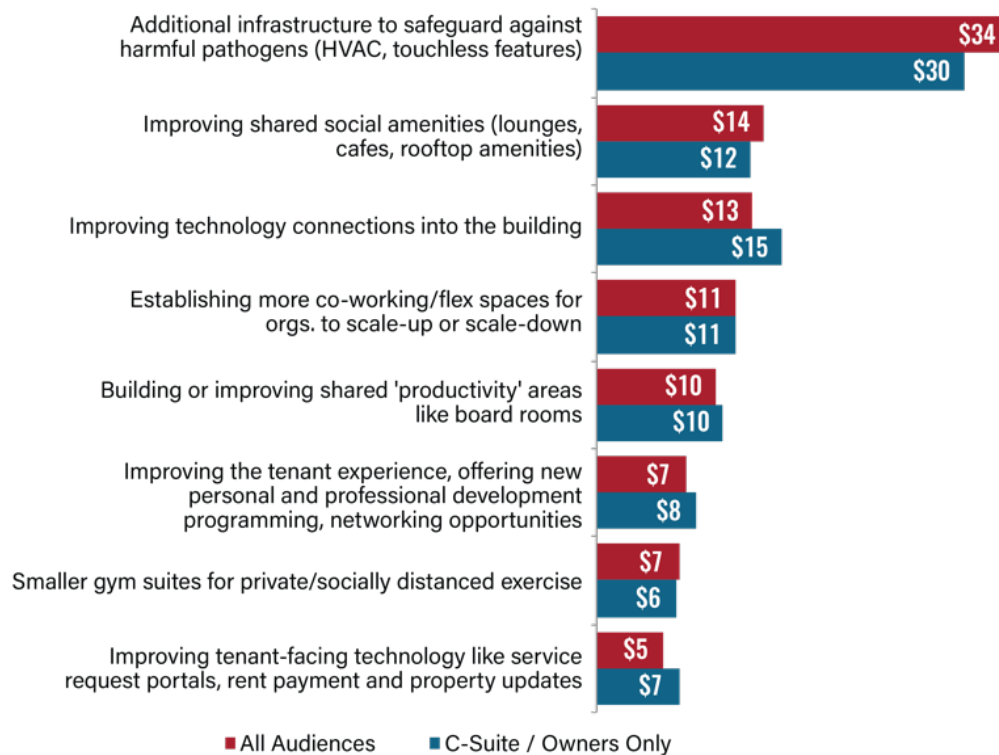 Additional infrastructure to safeguard against
harmful pathogens (HVAC, touchless features)
$34
$30
Improving shared social amenities (lounges,
cafes, rooftop amenities)
$14
$12
Improving technology connections into the building
$13
$15
Establishing more co-working/flex spaces for
orgs. to scale-up or scale-down
$11
$11
Building or improving shared 'productivity' areas
like board rooms
$10
$10
Improving the tenant experience, offering new
personal and professional development
programming, networking opportunities
$7
$8
Smaller gym suites for private/socially distanced exercise
$7
$6
Improving tenant-facing technology like service
request portals, rent payment and property updates
$5
$7
All Audiences
C-Suite / Owners Only